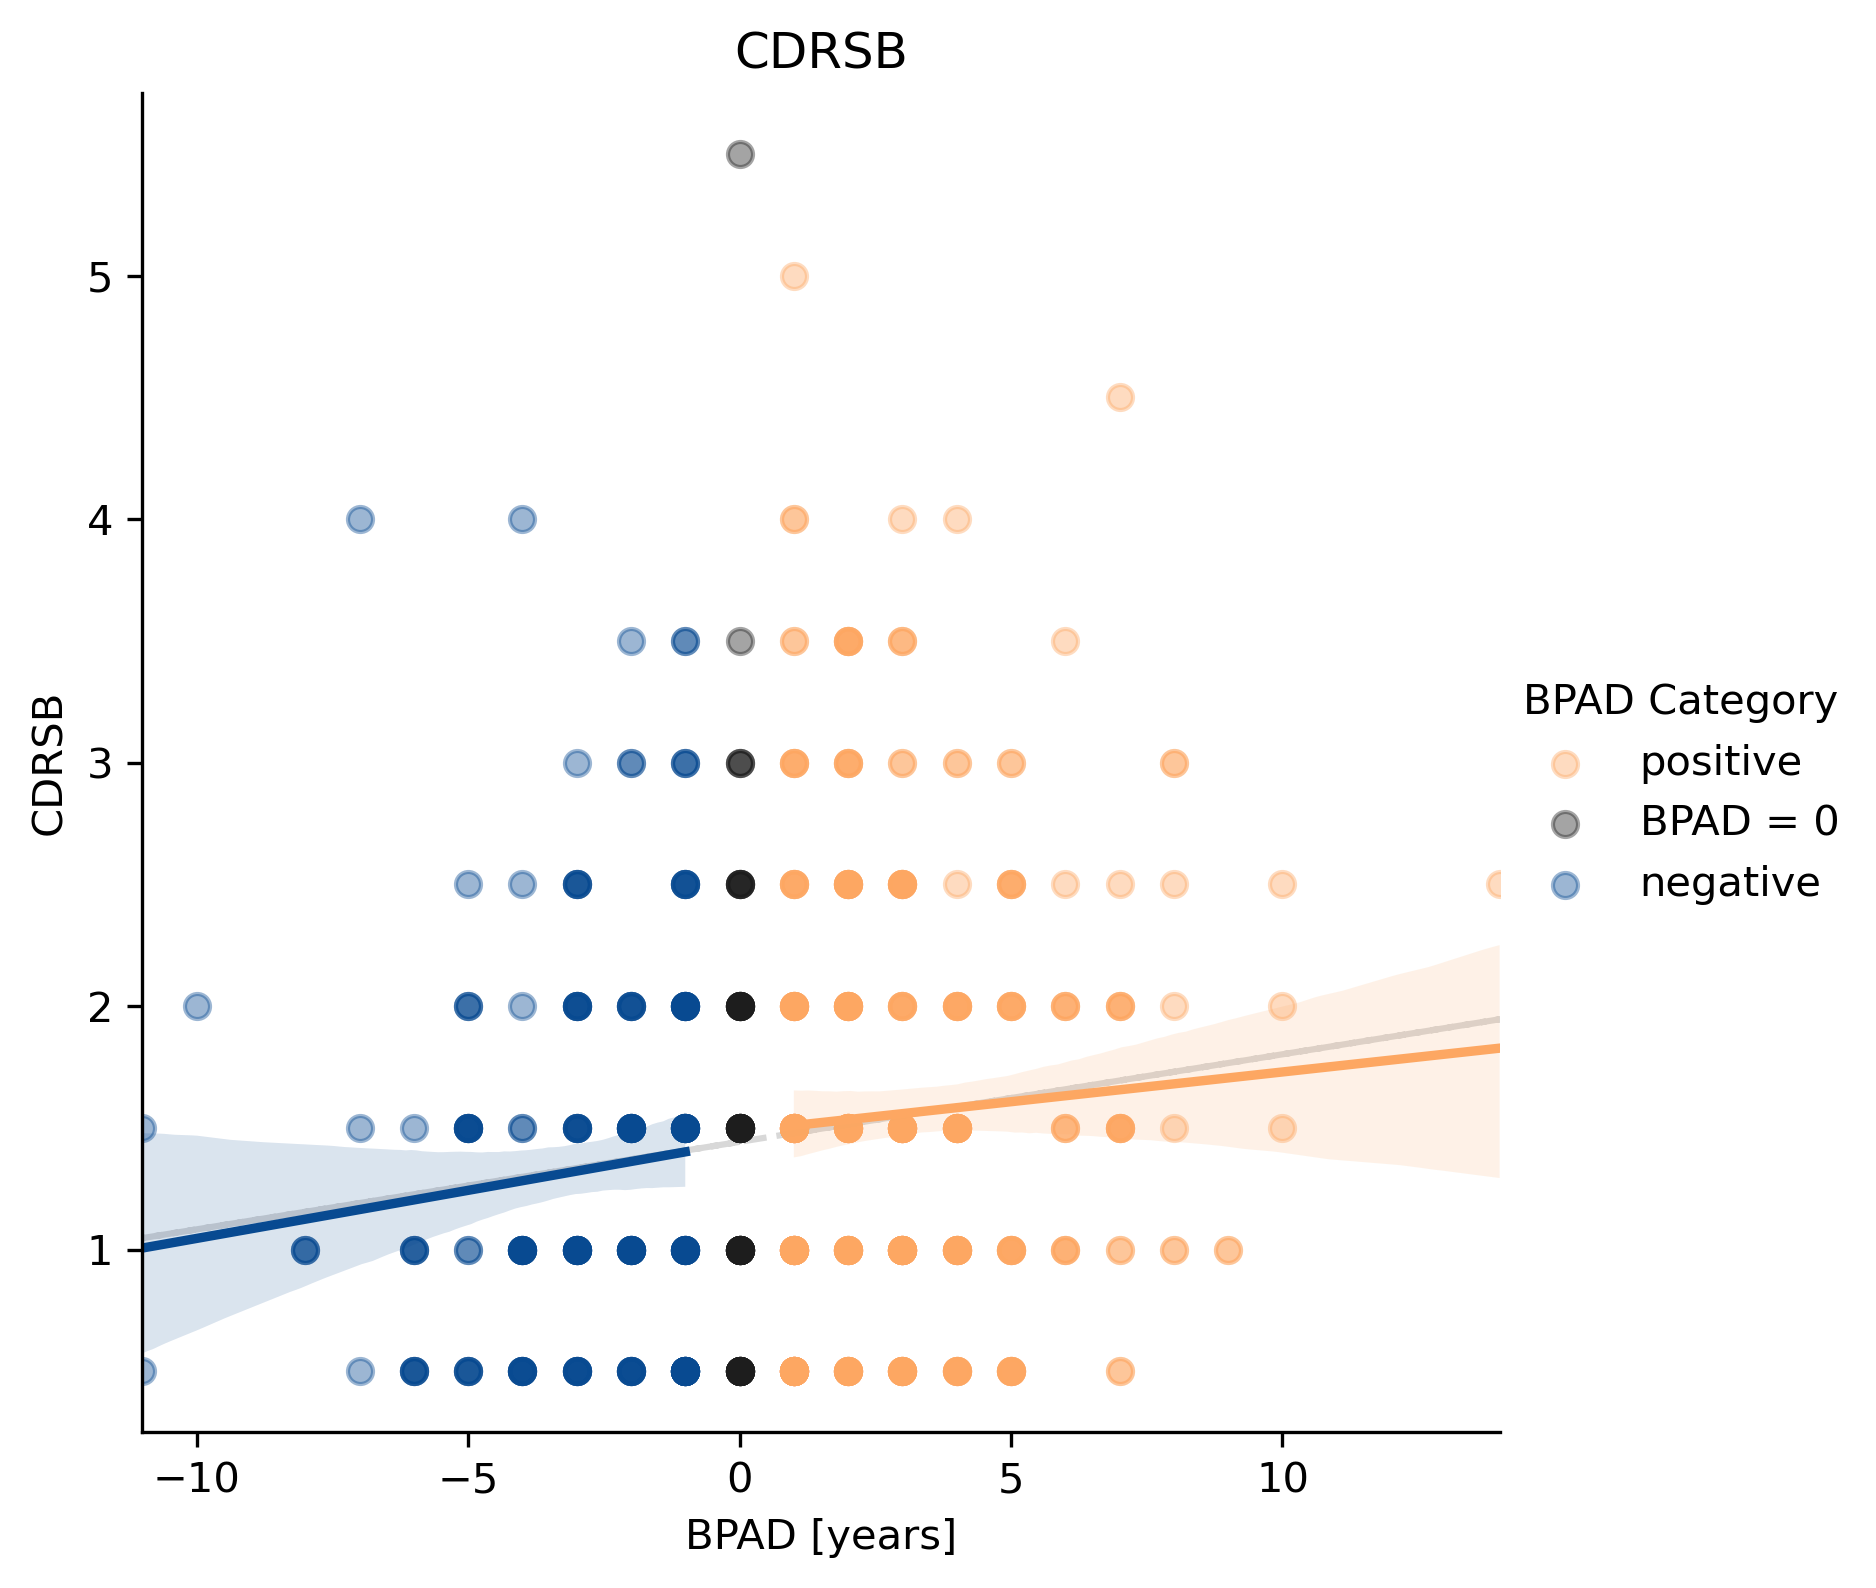 CDRSB
5
4
3
2
1
CDRSB
−10
−5
0
5
10
BPAD [years]
BPAD Category
positive
BPAD = 0
negative